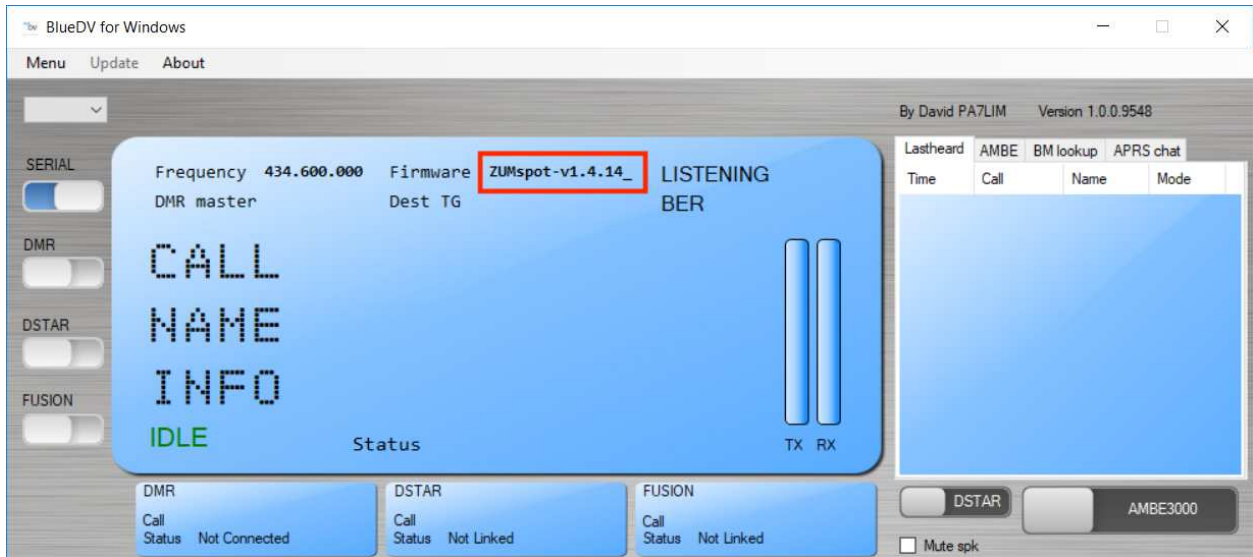 BlueDV for Windows
Menu Update About
By David PA7LIM Version 1.0.0.9548
SERIAL
DMR
DSTAR
FUSION
Frequency 434.600.000 Firmware ZUMspot-v1.4.14_ LISTENING
DMR master Dest TG BER
CALL
NAME
INFO
IDLE Status TX RX
Lastheard AMBE BM lookup APRS chat
Time Call Name Mode
DMR
Call
Status Not Connected
DSTAR
Call
Status Not Linked
FUSION
Call
Status Not Linked
DSTAR AMBE3000
Mute spk